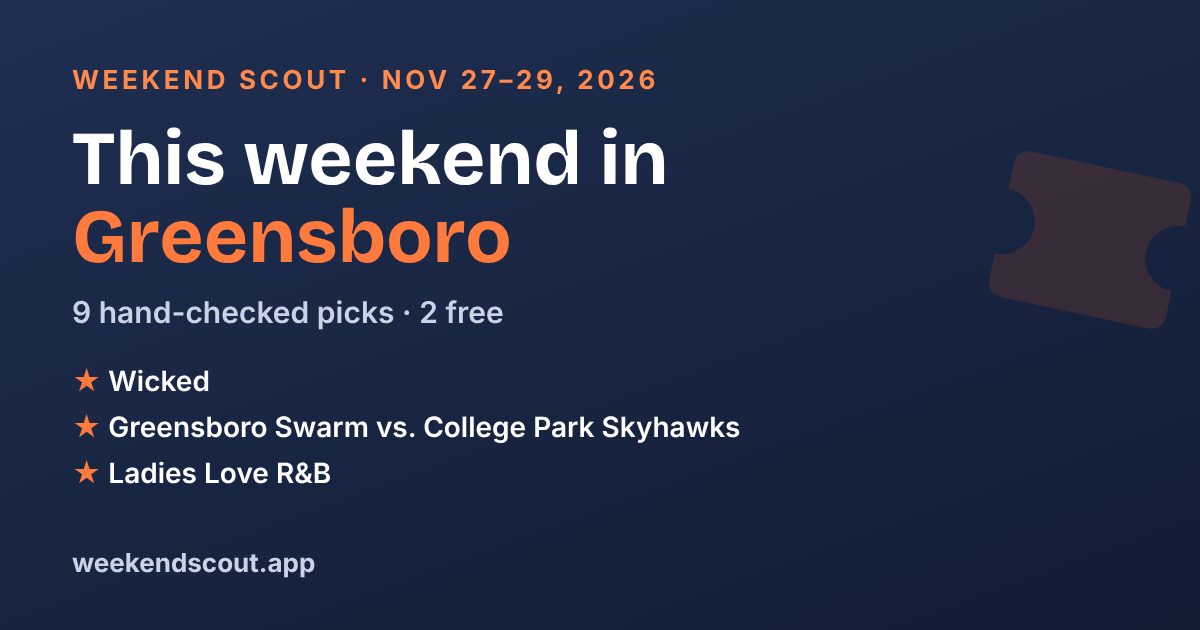 WEEKEND SCOUT · NOV 27–29, 2026
This weekend in
Greensboro
9 hand-checked picks · 2 free
★ Wicked
★ Greensboro Swarm vs. College Park Skyhawks
★ Ladies Love R&B
weekendscout.app